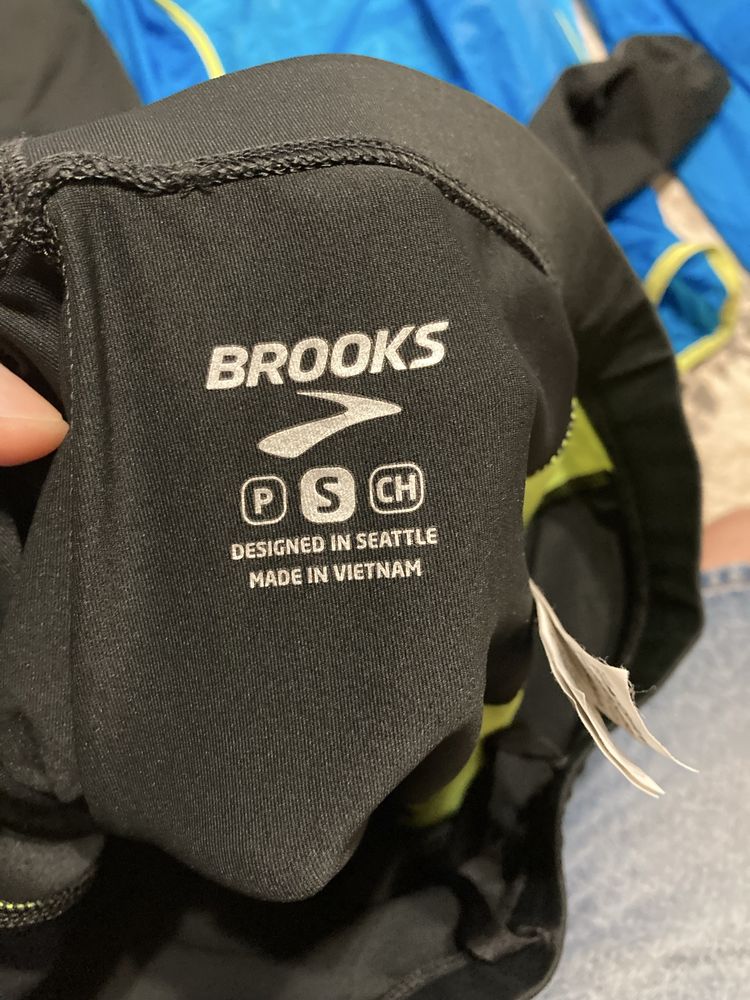 BROOKS
P S CH
DESIGNED IN SEATTLE
MADE IN VIETNAM